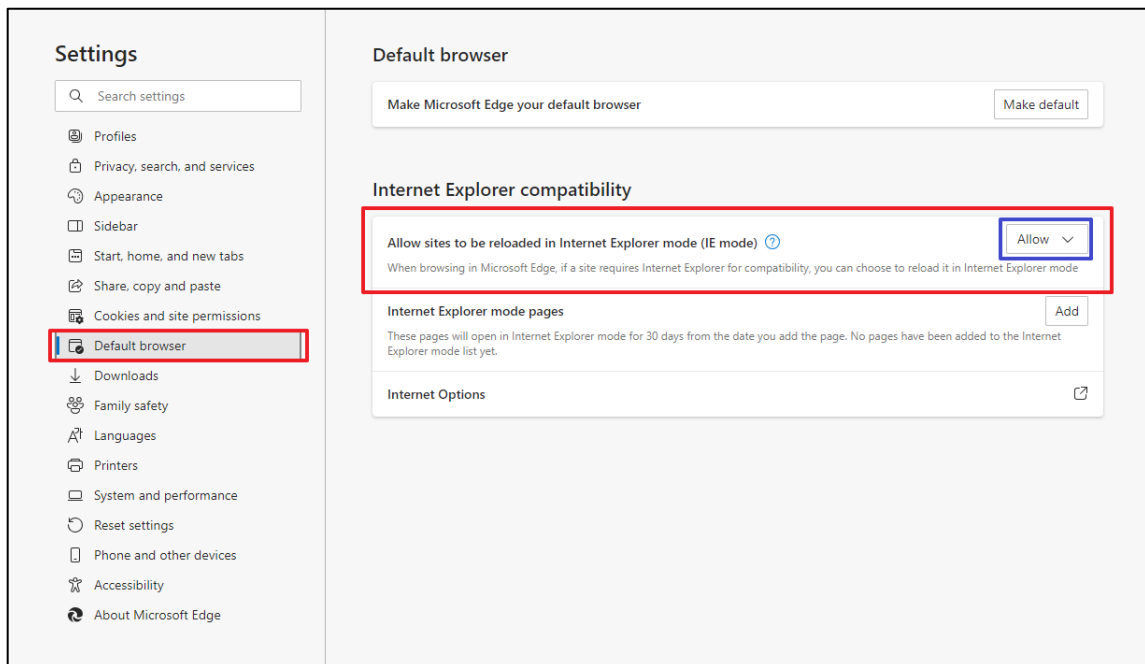 Settings
Search settings
Profiles
Privacy, search, and services
Appearance
Sidebar
Start, home, and new tabs
Share, copy and paste
Cookies and site permissions
Default browser
Downloads
Family safety
Languages
Printers
System and performance
Reset settings
Phone and other devices
Accessibility
About Microsoft Edge
Default browser
Make Microsoft Edge your default browser
Make default
Internet Explorer compatibility
Allow sites to be reloaded in Internet Explorer mode (IE mode) ?
Allow
When browsing in Microsoft Edge, if a site requires Internet Explorer for compatibility, you can choose to reload it in Internet Explorer mode
Internet Explorer mode pages
Add
These pages will open in Internet Explorer mode for 30 days from the date you add the page. No pages have been added to the Internet
Explorer mode list yet.
Internet Options